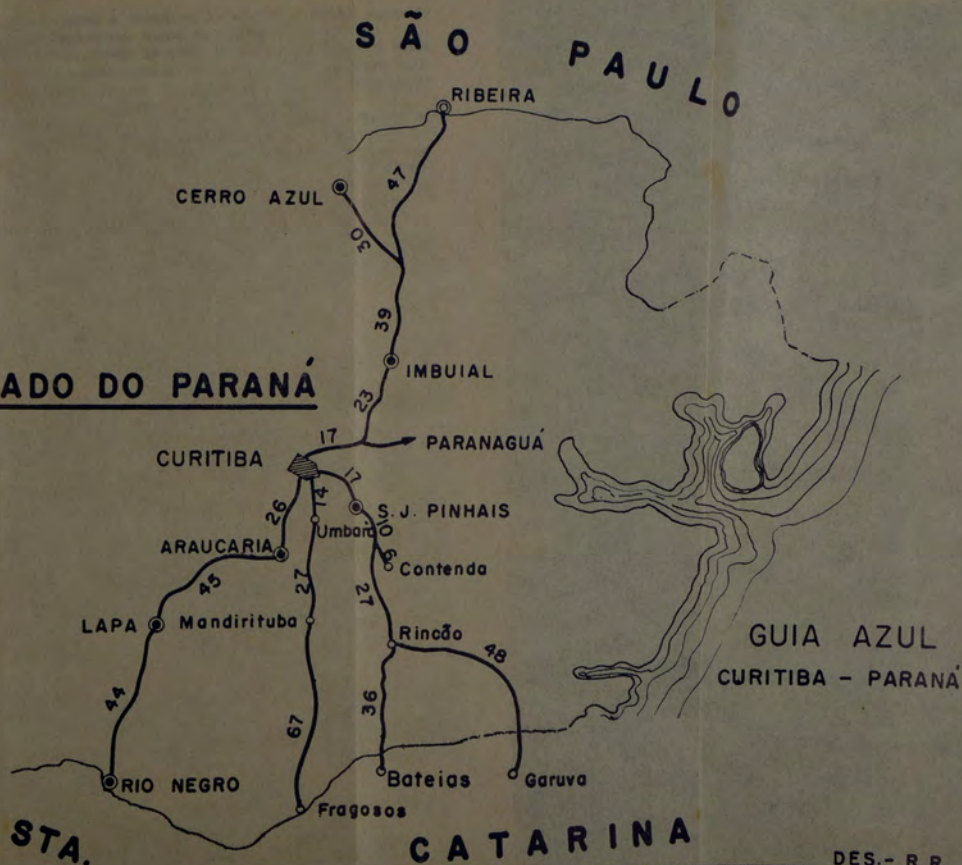 SÃO PAULO
RIBEIRA
47
CERRO AZUL
30
39
IMBUIAL
ADO DO PARANÁ
23
17
PARANAGUÁ
CURITIBA
17
14
S. J. PINHAIS
26
Umbará
10
ARAUCARIA
6
Contenda
45
27
27
LAPA
Mandirituba
Rincão
48
GUIA AZUL
CURITIBA - PARANÁ
44
67
36
RIO NEGRO
Bateias
Garuva
Fragosos
STA. CATARINA
DES.- R R